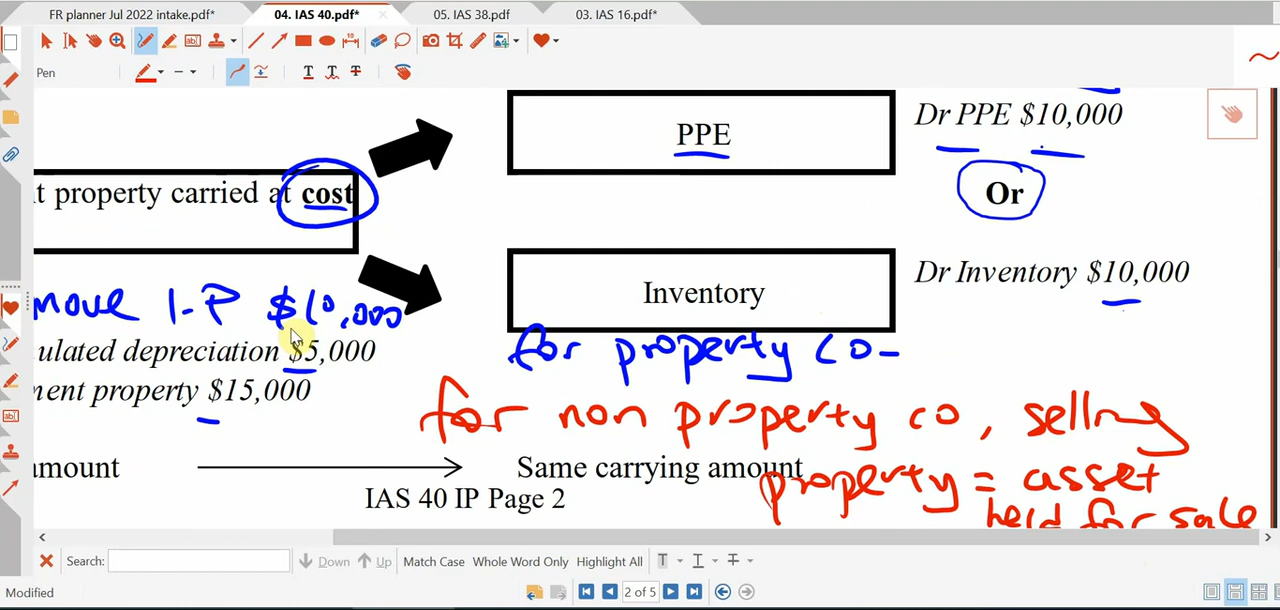 FR planner Jul 2022 intake.pdf*
04. IAS 40.pdf*
05. IAS 38.pdf
03. IAS 16.pdf*
Pen
PPE
Dr PPE $10,000
t property carried at cost
Or
Inventory
Dr Inventory $10,000
move I-P $10,000
ulated depreciation $5,000
for property co-
nent property $15,000
for non property co, selling
amount
Same carrying amount
property = asset
held for sale
IAS 40 IP Page 2
Search:
Down
Up
Match Case
Whole Word Only
Highlight All
Modified
2 of 5